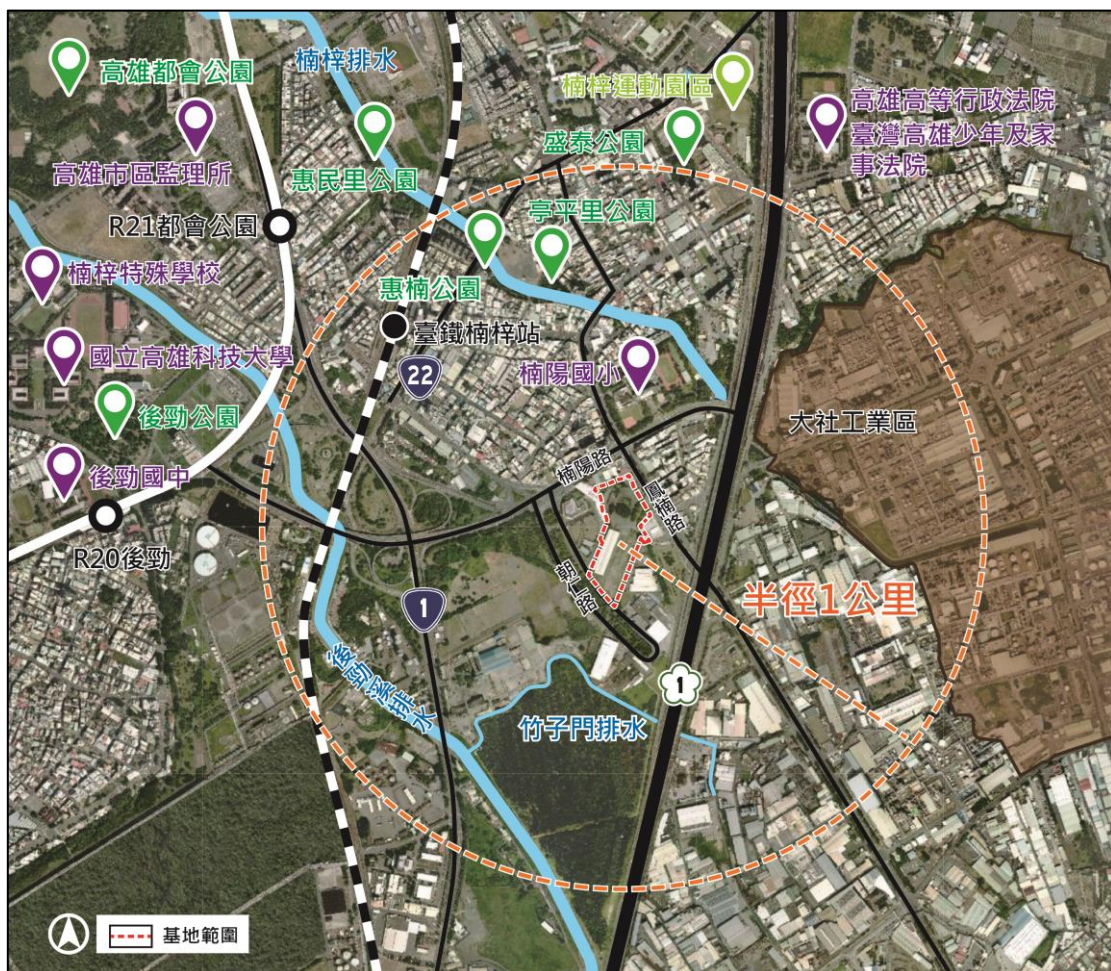 楠梓排水
高雄都會公園
楠梓運動園區
高雄高等行政法院
臺灣高雄少年及家
事法院
盛泰公園
高雄市區監理所
惠民里公園
亭平里公園
R21都會公園
楠梓特殊學校
惠楠公園
臺鐵楠梓站
國立高雄科技大學
22
楠陽國小
後勁公園
大社工業區
後勁國中
楠陽路
鳳楠路
R20後勁
朝仁路
半徑1公里
1
後勁溪排水
1
竹子門排水
基地範圍